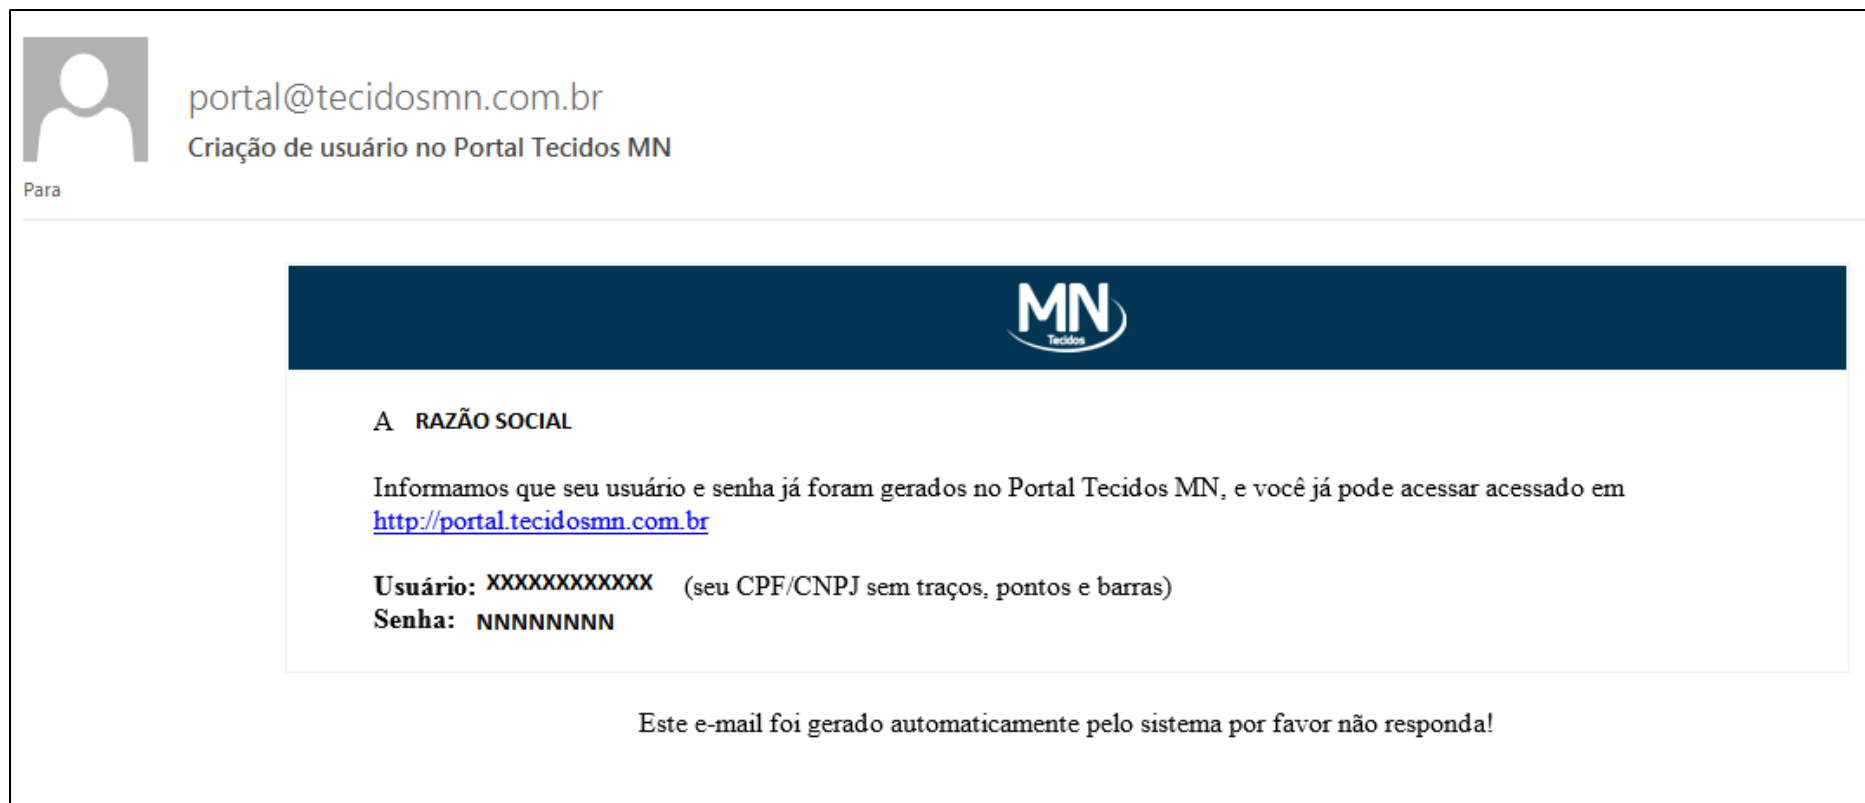 portal@tecidosmn.com.br
Criação de usuário no Portal Tecidos MN
Para
MN
Tecidos
A RAZÃO SOCIAL
Informamos que seu usuário e senha já foram gerados no Portal Tecidos MN, e você já pode acessar acessado em
http://portal.tecidosmn.com.br
Usuário: XXXXXXXXXXXX (seu CPF/CNPJ sem traços, pontos e barras)
Senha: NNNNNNNN
Este e-mail foi gerado automaticamente pelo sistema por favor não responda!